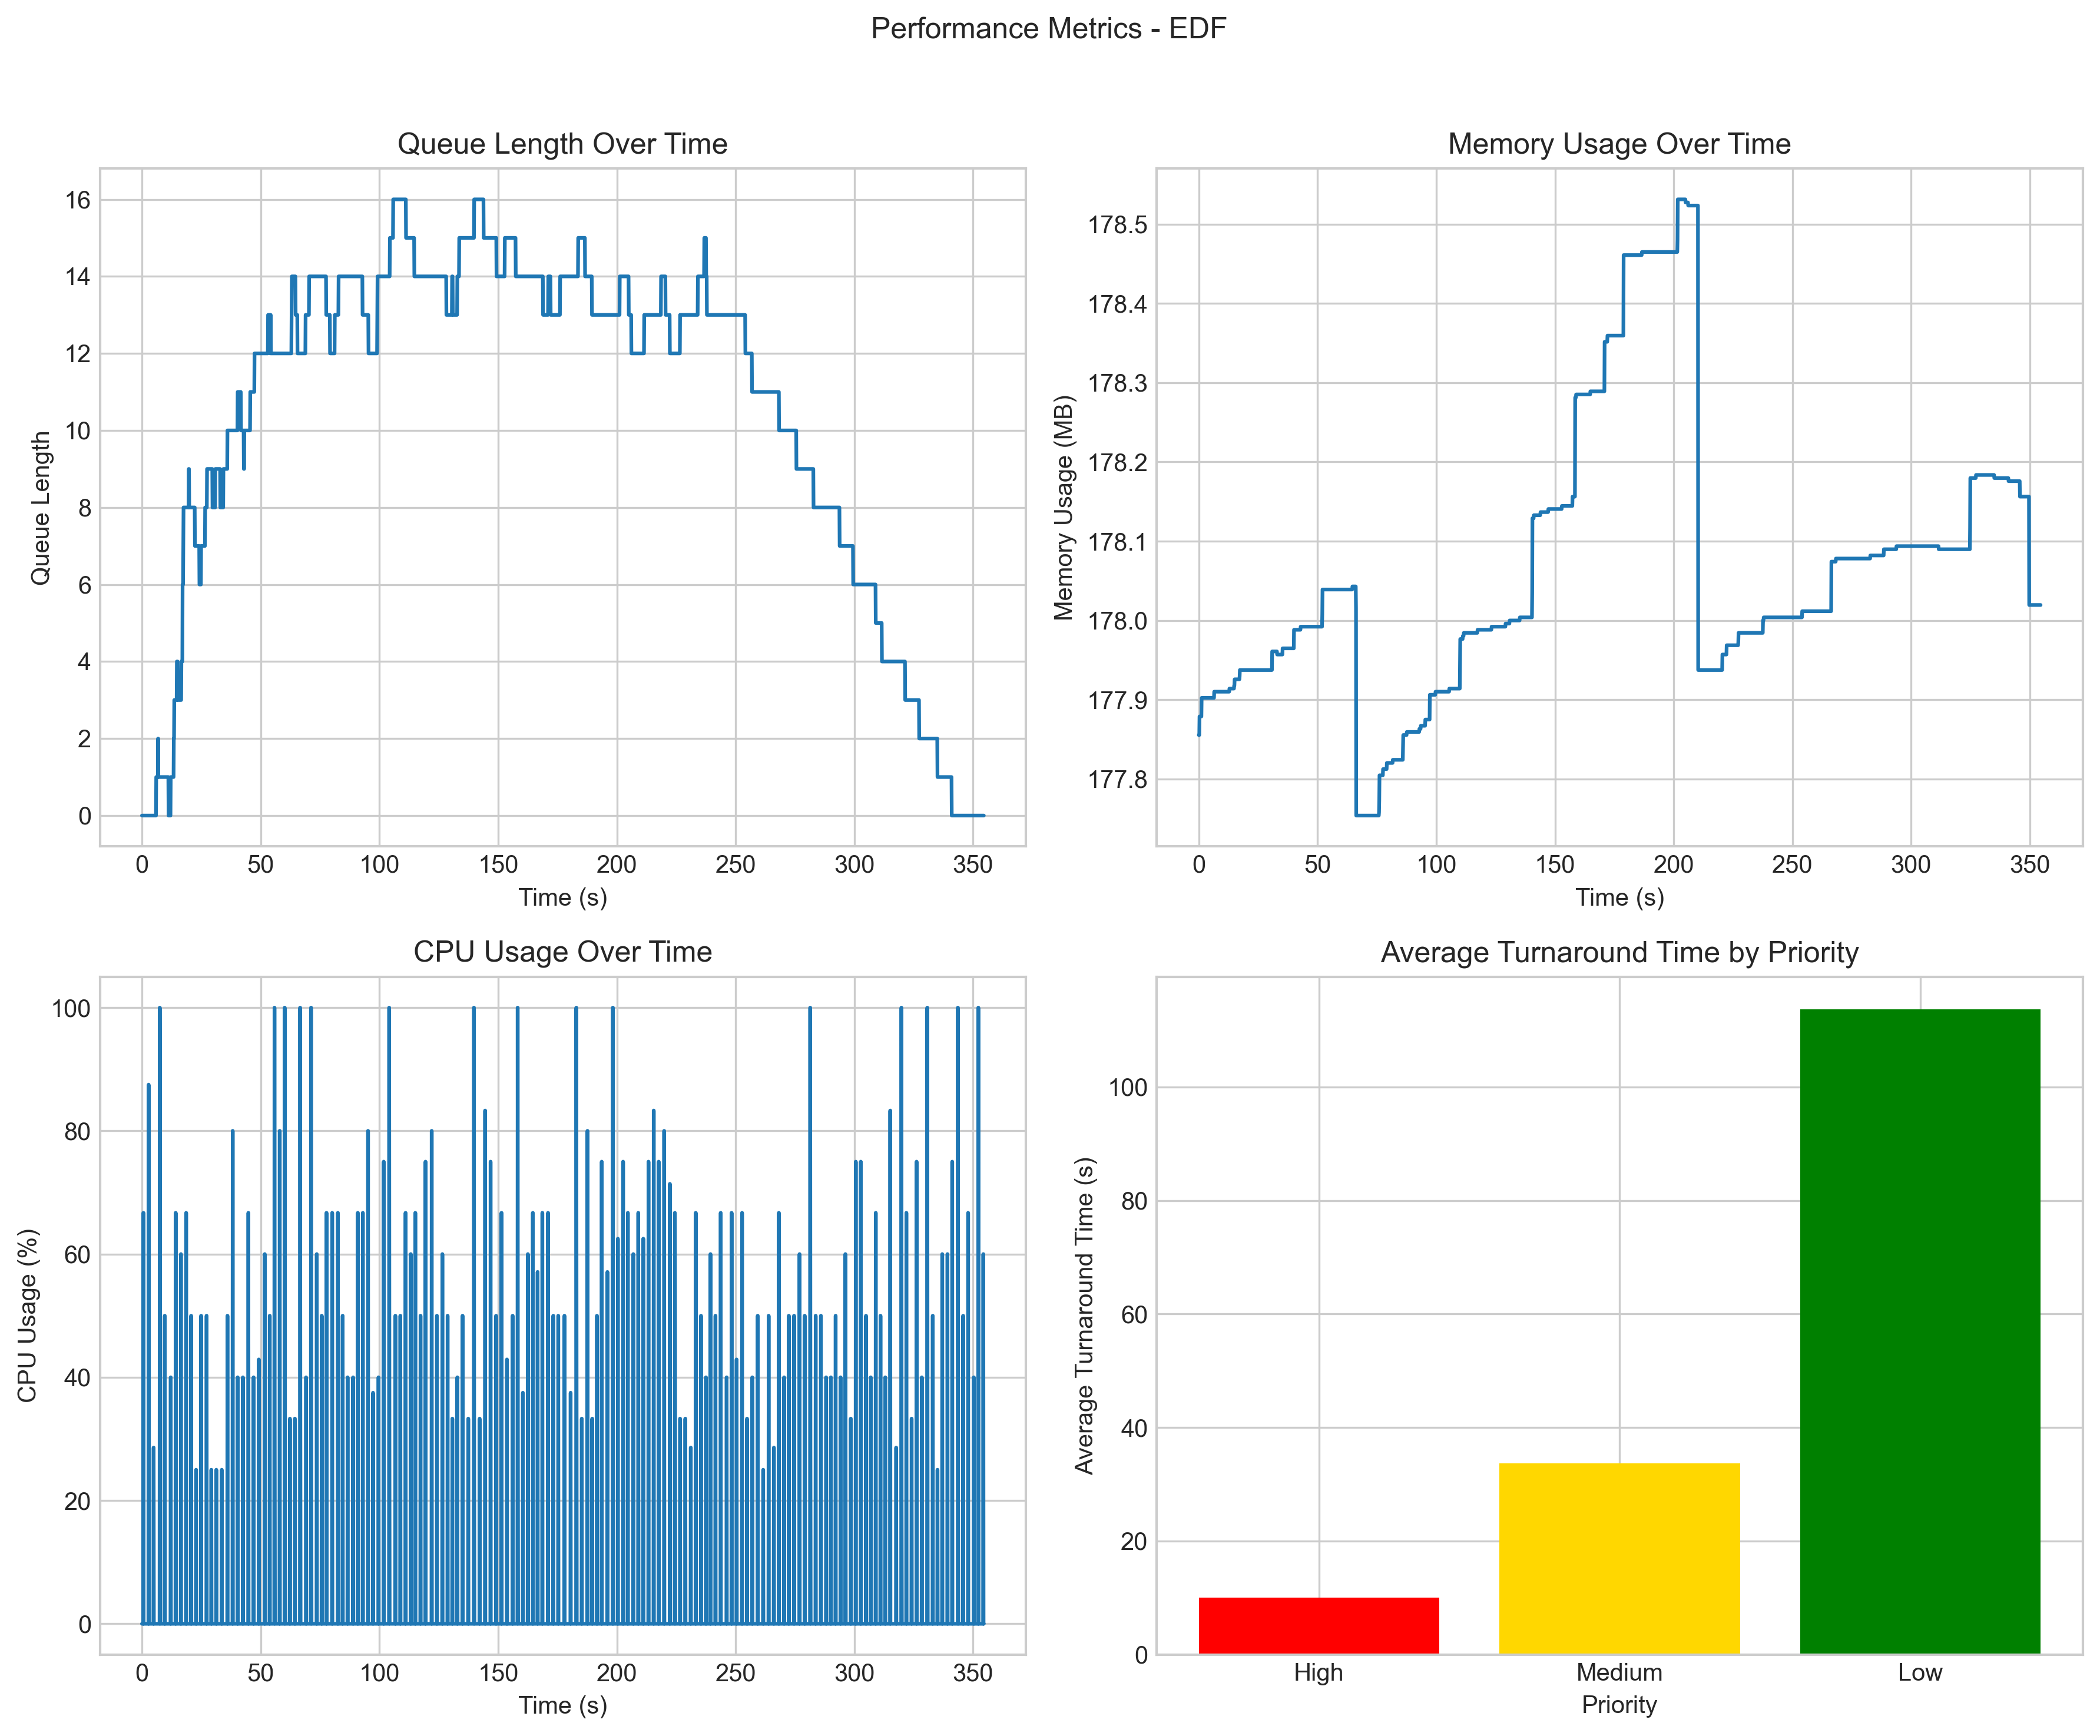 Performance Metrics - EDF
Queue Length Over Time
Queue Length
16
14
12
10
8
6
4
2
0
0 50 100 150 200 250 300 350
Time (s)
Memory Usage Over Time
Memory Usage (MB)
178.5
178.4
178.3
178.2
178.1
178.0
177.9
177.8
0 50 100 150 200 250 300 350
Time (s)
CPU Usage Over Time
CPU Usage (%)
100
80
60
40
20
0
0 50 100 150 200 250 300 350
Time (s)
Average Turnaround Time by Priority
Average Turnaround Time (s)
100
80
60
40
20
0
High Medium Low
Priority